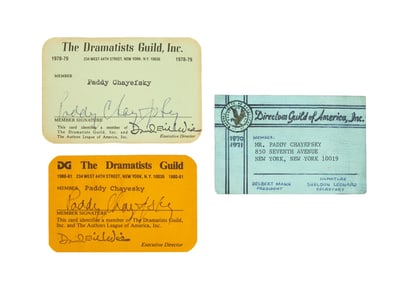 The Dramatists Guild, Inc.
1978-79 234 WEST 44TH STREET, NEW YORK, N.Y. 10036 1978-79
MEMBER
Paddy Chayefsky
Paddy Chayefsky
MEMBER SIGNATURE
This card identifies a member of
The Dramatists Guild, Inc. and
The Authors League of America, Inc.
Executive Director
DG The Dramatists Guild
1980-81 234 WEST 44TH STREET, NEW YORK, N.Y. 10036 1980-81
MEMBER Paddy Chayesky
Paddy Chayefsky
MEMBER SIGNATURE
This card identifies a member of The Dramatists Guild,
Inc. and The Authors League of America, Inc.
Executive Director
Directors Guild of America, Inc.
1970
1971
MEMBER:
MR. PADDY CHAYEFSKY
850 SEVENTH AVENUE
NEW YORK, NEW YORK 10019
SIGNATURE
DELBERT MANN SHELDON LEONARD
PRESIDENT SECRETARY